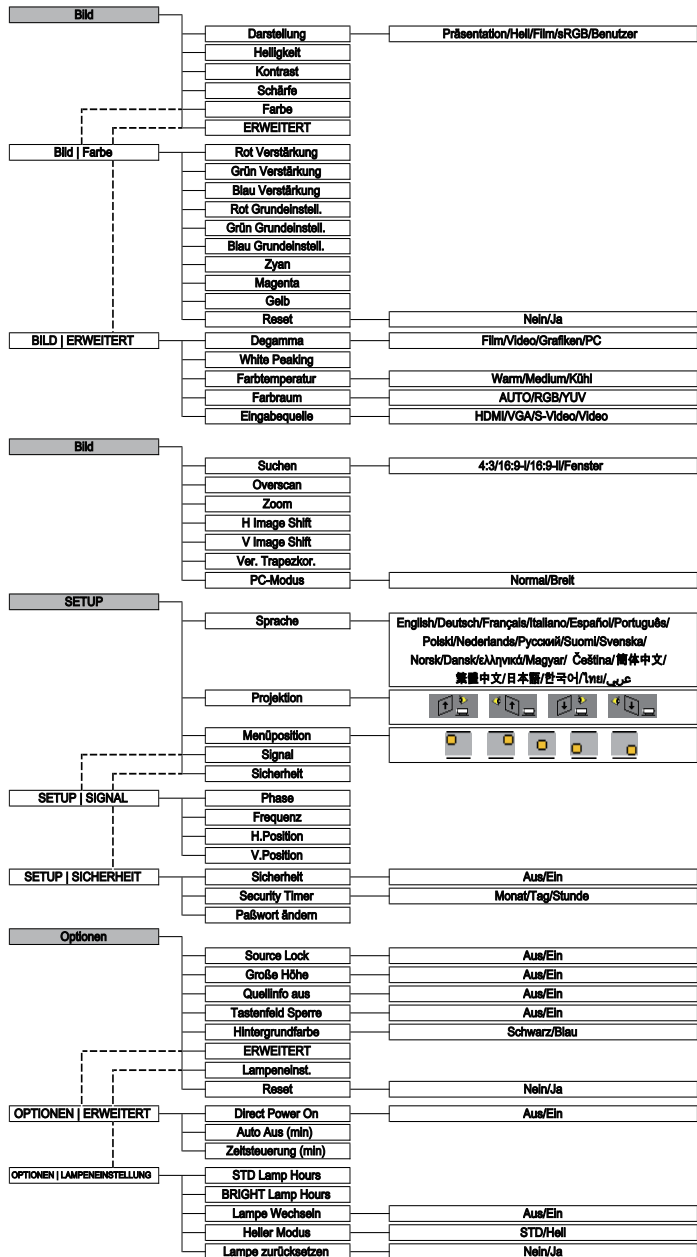 Bild
Darstellung Präsentation/Hell/Film/sRGB/Benutzer
Helligkeit
Kontrast
Schärfe
Farbe
ERWEITERT
Bild | Farbe Rot Verstärkung
Grün Verstärkung
Blau Verstärkung
Rot Grundeinstell.
Grün Grundeinstell.
Blau Grundeinstell.
Zyan
Magenta
Gelb
Reset Nein/Ja
BILD | ERWEITERT Degamma Film/Video/Grafiken/PC
White Peaking
Farbtemperatur Warm/Medium/Kühl
Farbraum AUTO/RGB/YUV
Eingabequelle HDMI/VGA/S-Video/Video
Bild
Suchen 4:3/16:9-I/16:9-II/Fenster
Overscan
Zoom
H Image Shift
V Image Shift
Ver. Trapezkor.
PC-Modus Normal/Breit
SETUP
Sprache English/Deutsch/Français/Italiano/Español/Português/
Polski/Nederlands/Русский/Suomi/Svenska/
Norsk/Dansk/ελληνικά/Magyar/ Čeština/簡体中文/
繁體中文/日本語/한국어/ไทย/عربي
Projektion
Menüposition
Signal
Sicherheit
SETUP | SIGNAL Phase
Frequenz
H.Position
V.Position
SETUP | SICHERHEIT Sicherheit Aus/Ein
Security Timer Monat/Tag/Stunde
Paßwort ändern
Optionen
Source Lock Aus/Ein
Große Höhe Aus/Ein
Quellinfo aus Aus/Ein
Tastenfeld Sperre Aus/Ein
Hintergrundfarbe Schwarz/Blau
ERWEITERT
Lampeneinst.
Reset Nein/Ja
OPTIONEN | ERWEITERT Direct Power On Aus/Ein
Auto Aus (min)
Zeitsteuerung (min)
OPTIONEN | LAMPENEINSTELLUNG STD Lamp Hours
BRIGHT Lamp Hours
Lampe Wechseln Aus/Ein
Heller Modus STD/Hell
Lampe zurücksetzen Nein/Ja